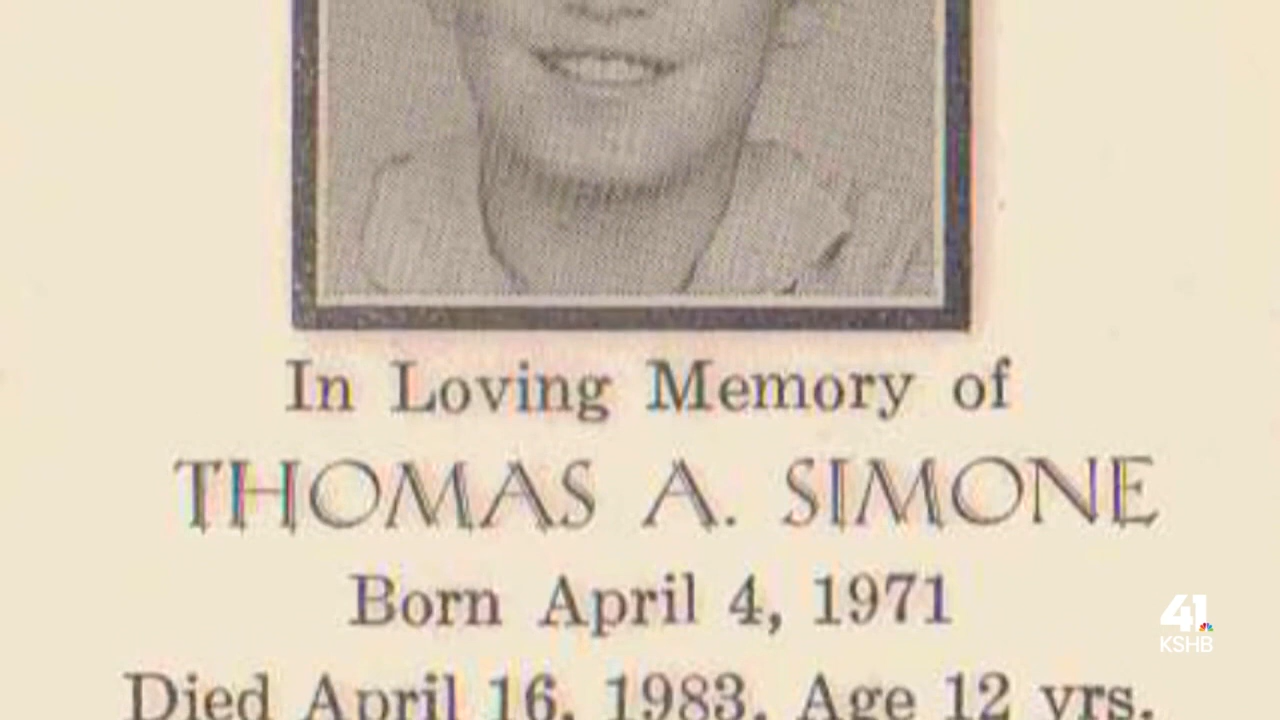 In Loving Memory of
THOMAS A. SIMONE
Born April 4, 1971
Died April 16, 1983, Age 12 yrs.
41
KSHB